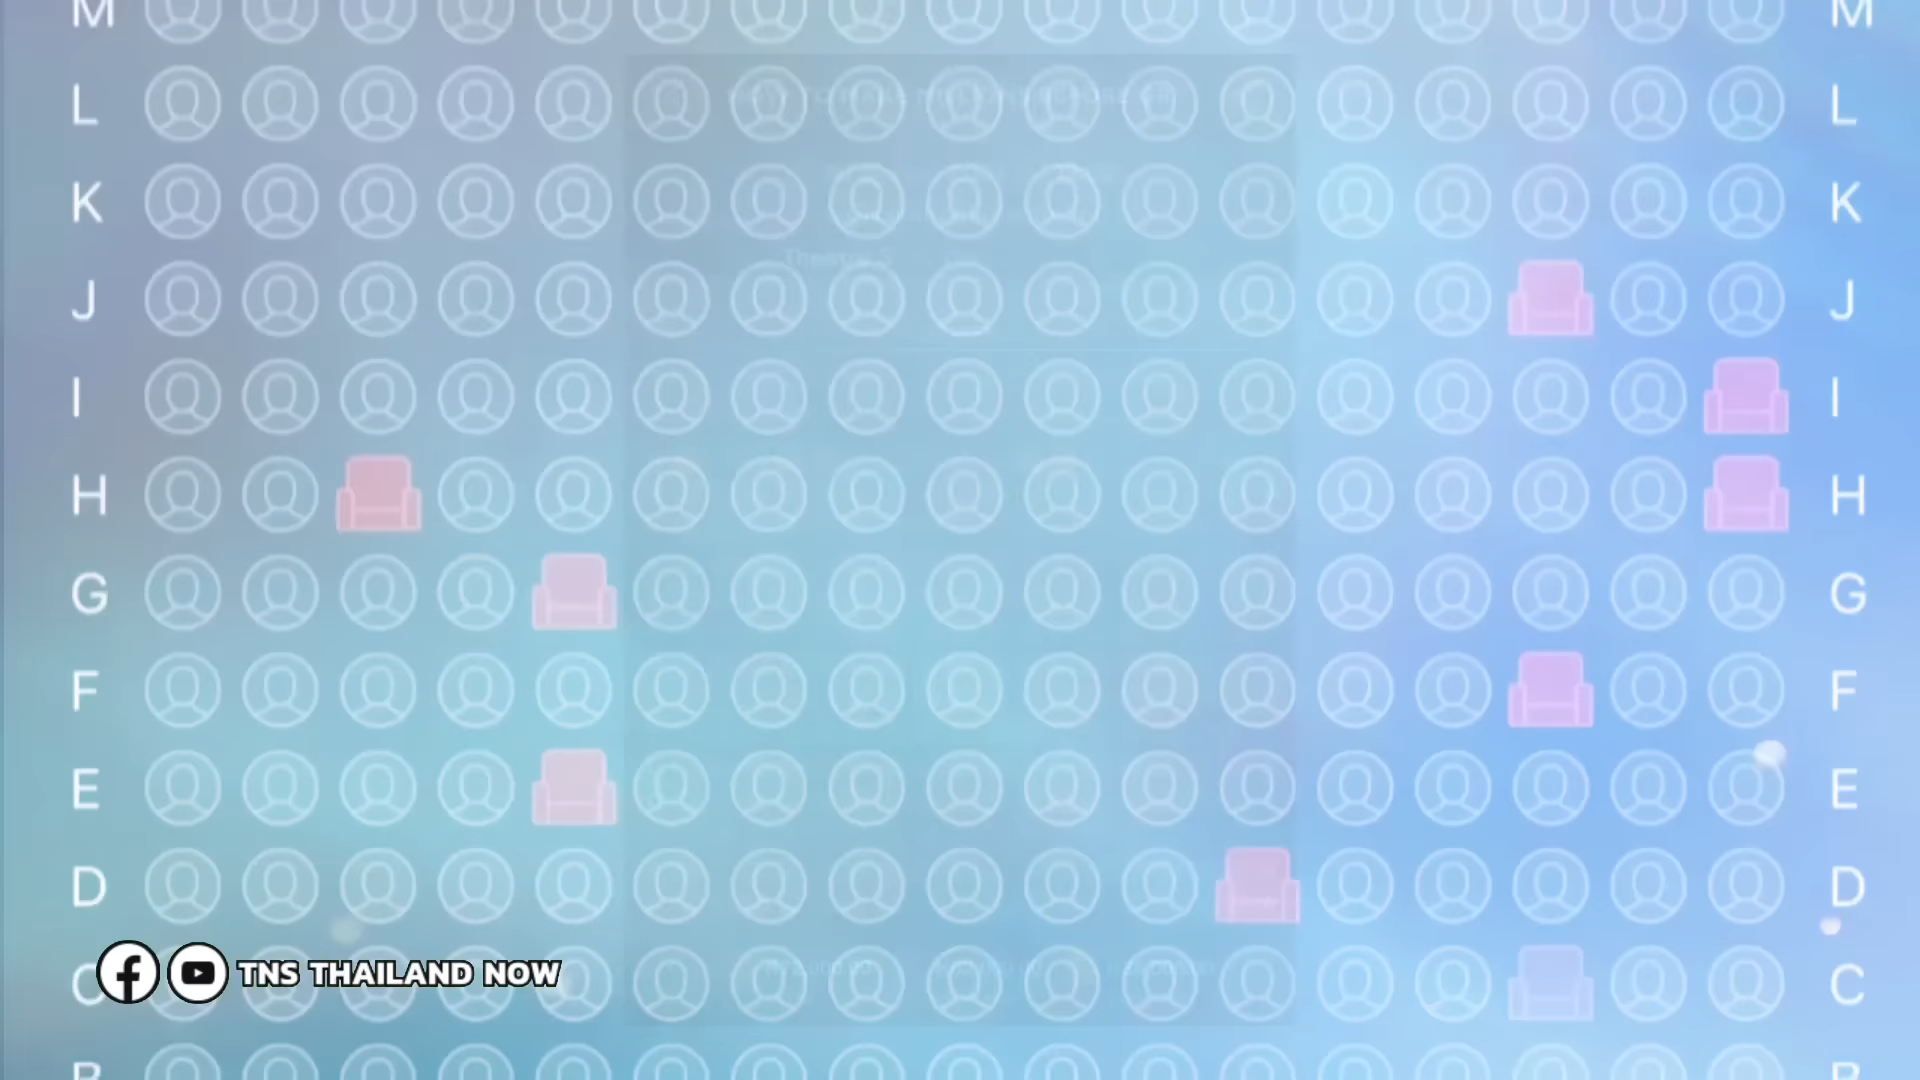 M M
L L
K K
J J
I I
H H
G G
F F
E E
D D
C C
TNS THAILAND NOW
B B